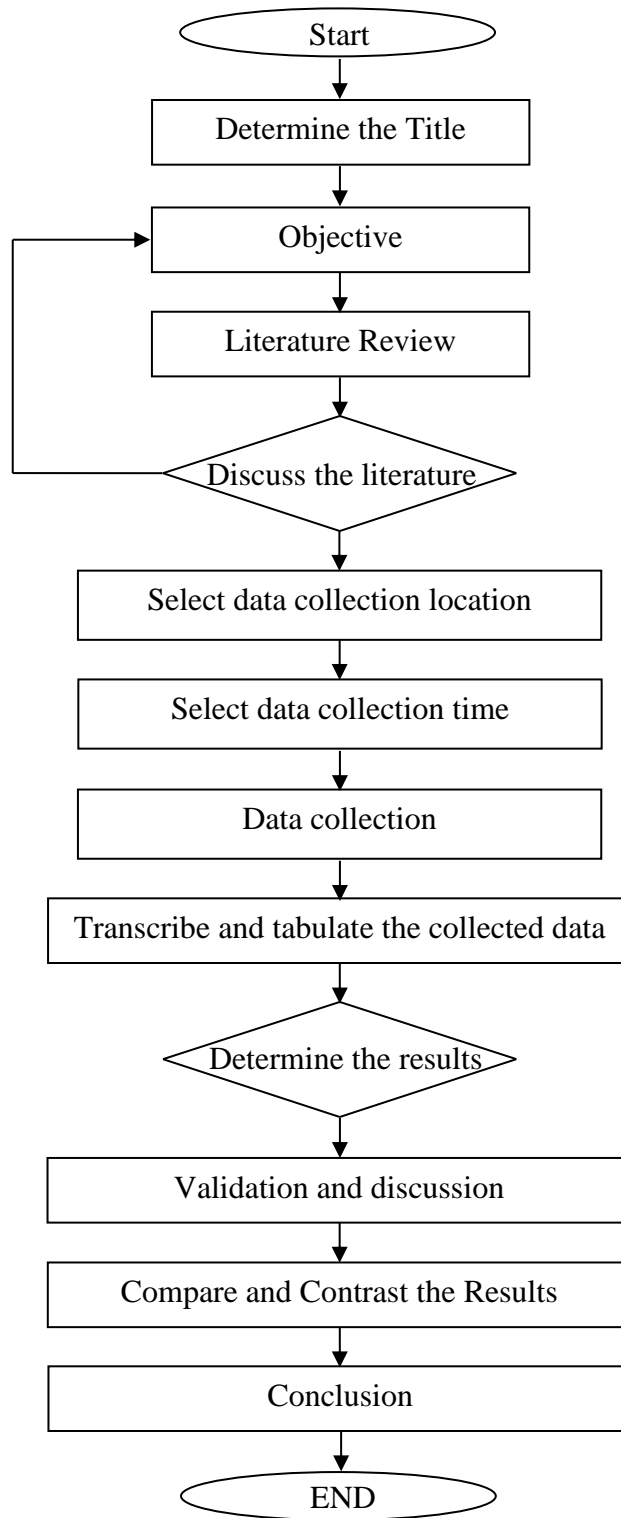 Start
Determine the Title
Objective
Literature Review
Discuss the literature
Select data collection location
Select data collection time
Data collection
Transcribe and tabulate the collected data
Determine the results
Validation and discussion
Compare and Contrast the Results
Conclusion
END